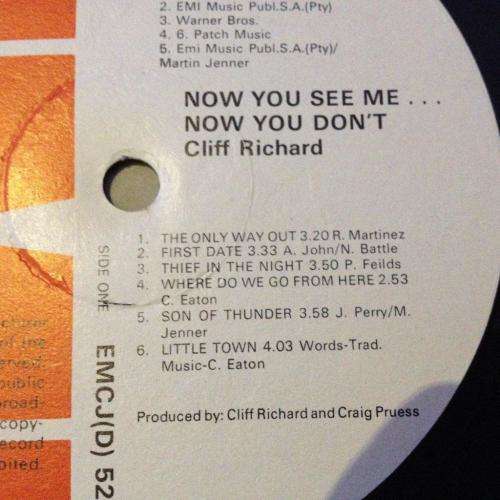 2. EMI Music Publ.S.A.(Pty)
3. Warner Bros.
4. 6. Patch Music
5. Emi Music Publ.S.A.(Pty)/
Martin Jenner
NOW YOU SEE ME . . .
NOW YOU DON'T
Cliff Richard
1. THE ONLY WAY OUT 3.20 R. Martinez
2. FIRST DATE 3.33 A. John/N. Battle
3. THIEF IN THE NIGHT 3.50 P. Feilds
4. WHERE DO WE GO FROM HERE 2.53
C. Eaton
5. SON OF THUNDER 3.58 J. Perry/M.
Jenner
6. LITTLE TOWN 4.03 Words-Trad.
Music-C. Eaton
Produced by: Cliff Richard and Craig Pruess
SIDE ONE
EMCJ(D) 52
of the
copy-